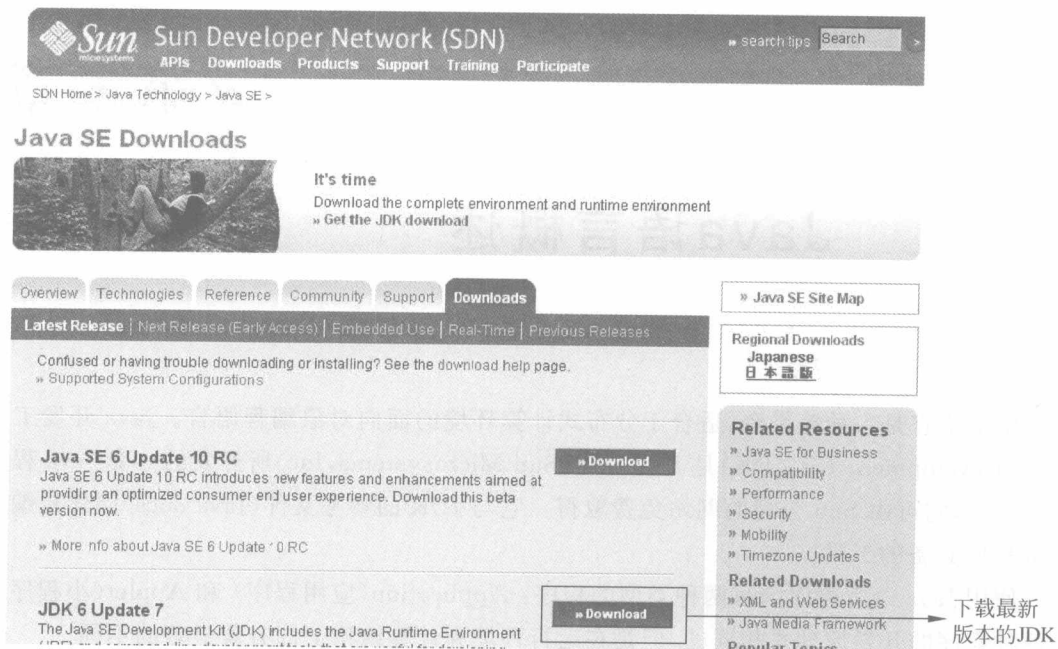 Sun microsystems
Sun Developer Network (SDN)
» search tips Search
APIs Downloads Products Support Training Participate
SDN Home > Java Technology > Java SE >
Java SE Downloads
It's time
Download the complete environment and runtime environment
» Get the JDK download
Overview Technologies Reference Community Support Downloads
Latest Release | Next Release (Early Access) | Embedded Use | Real-Time | Previous Releases
Confused or having trouble downloading or installing? See the download help page.
» Supported System Configurations
Java SE 6 Update 10 RC
» Download
Java SE 6 Update 10 RC introduces new features and enhancements aimed at
providing an optimized consumer end user experience. Download this beta
version now.
» More info about Java SE 6 Update 10 RC
JDK 6 Update 7
» Download
The Java SE Development Kit (JDK) includes the Java Runtime Environment
» Java SE Site Map
Regional Downloads
Japanese
日本語版
Related Resources
» Java SE for Business
» Compatibility
» Performance
» Security
» Mobility
» Timezone Updates
Related Downloads
» XML and Web Services
» Java Media Framework
Popular Topics
下载最新
版本的JDK